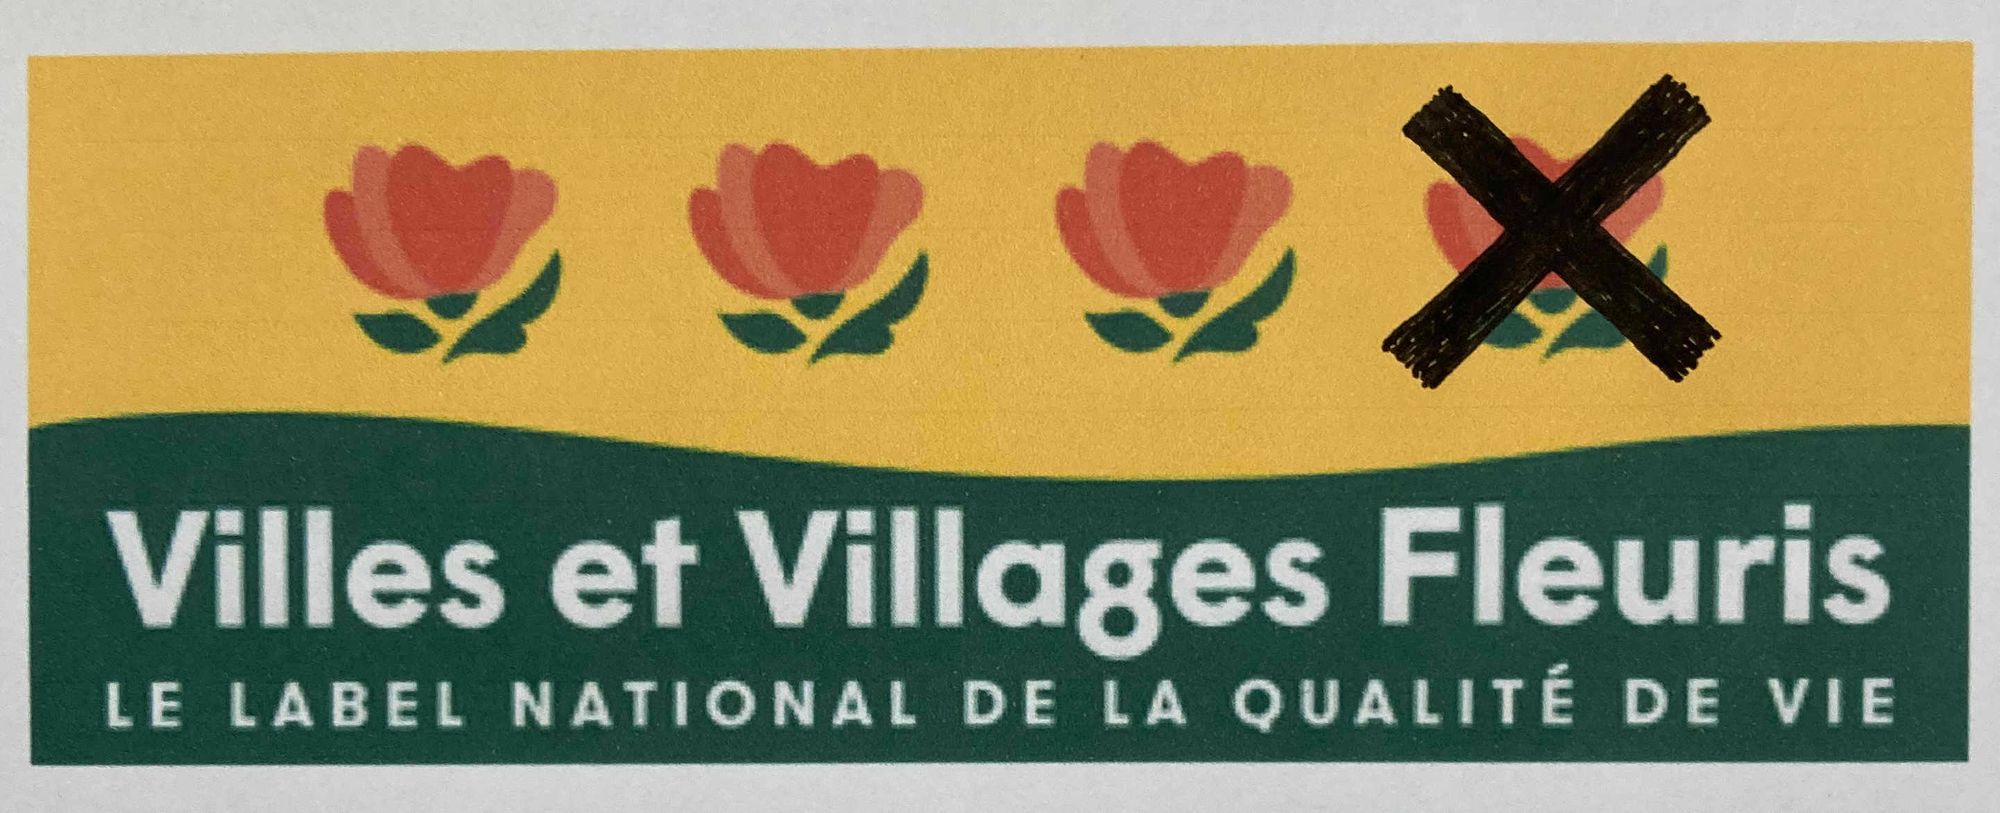 Villes et Villages Fleuris
LE LABEL NATIONAL DE LA QUALITÉ DE VIE